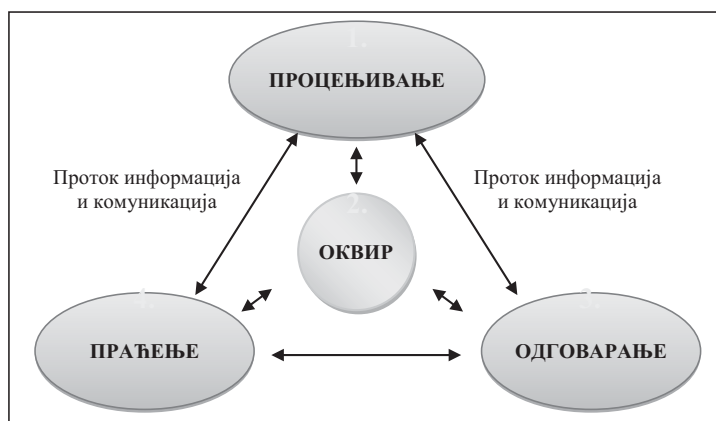 1.
ПРОЦЕЊИВАЊЕ
Проток информација
и комуникација
Проток информација
и комуникација
2.
ОКВИР
4.
ПРАЋЕЊЕ
3.
ОДГОВАРАЊЕ